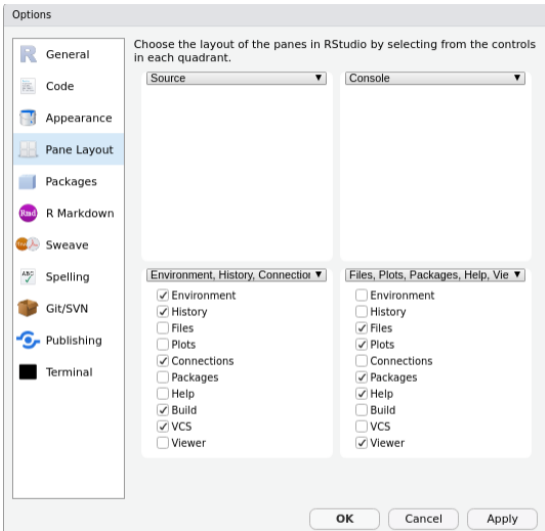 Options
General
Code
Appearance
Pane Layout
Packages
R Markdown
Sweave
Spelling
Git/SVN
Publishing
Terminal
Choose the layout of the panes in RStudio by selecting from the controls
in each quadrant.
Source
Console
Environment, History, Connection
Environment
History
Files
Plots
Connections
Packages
Help
Build
VCS
Viewer
Files, Plots, Packages, Help, Vie
Environment
History
Files
Plots
Connections
Packages
Help
Build
VCS
Viewer
OK
Cancel
Apply